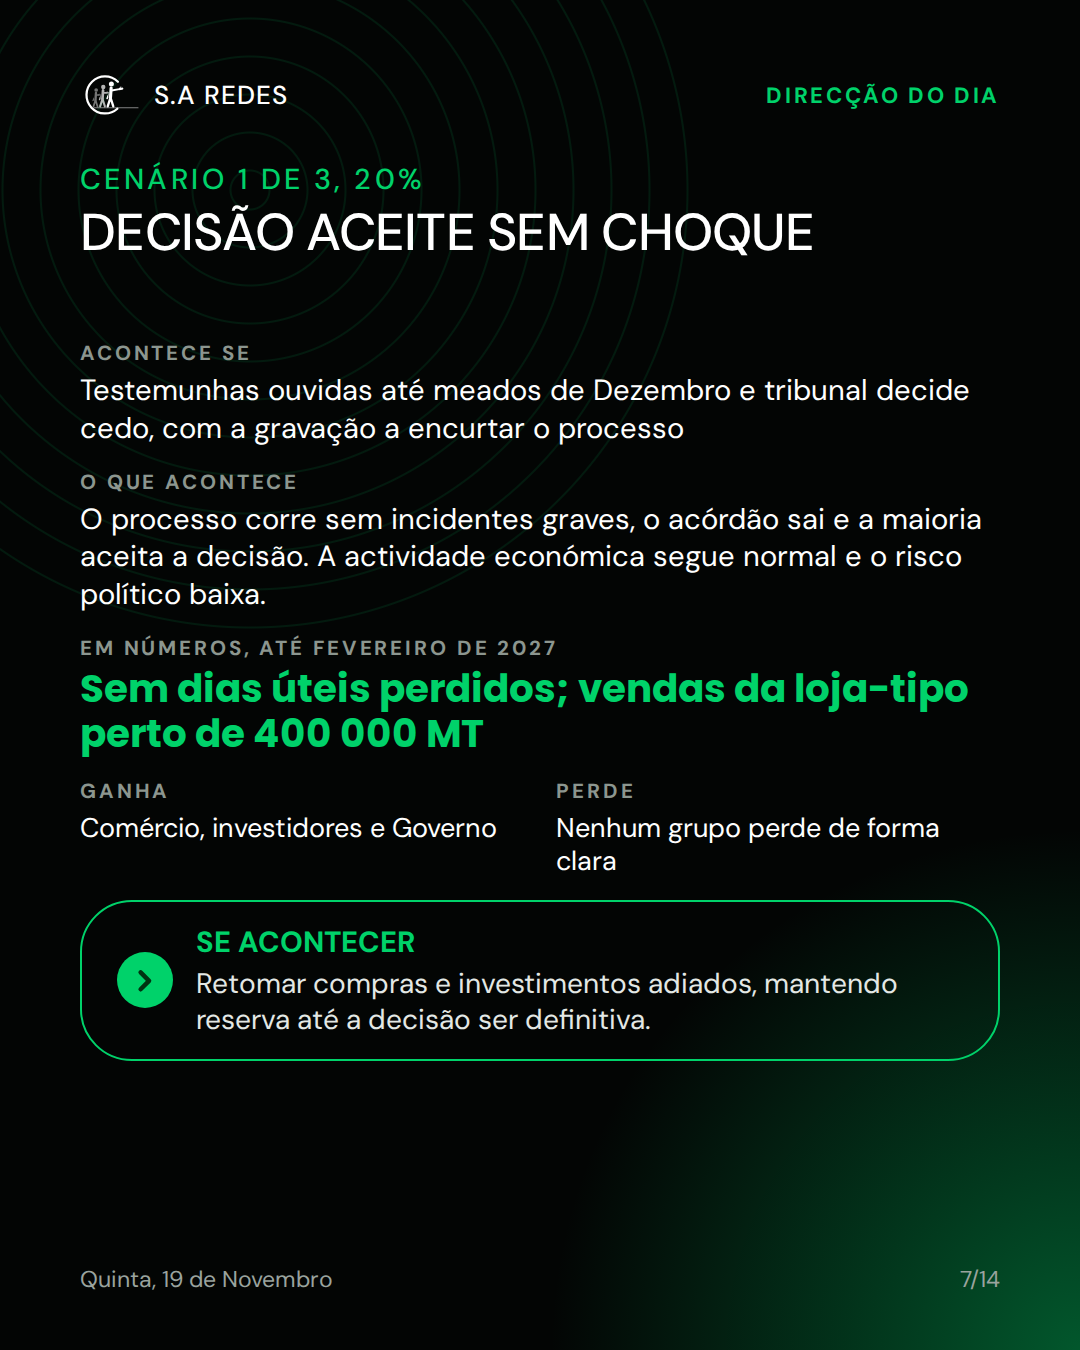 S.A REDES
DIRECÇÃO DO DIA
CENÁRIO 1 DE 3, 20%
DECISÃO ACEITE SEM CHOQUE
ACONTECE SE
Testemunhas ouvidas até meados de Dezembro e tribunal decide
cedo, com a gravação a encurtar o processo
O QUE ACONTECE
O processo corre sem incidentes graves, o acórdão sai e a maioria
aceita a decisão. A actividade económica segue normal e o risco
político baixa.
EM NÚMEROS, ATÉ FEVEREIRO DE 2027
Sem dias úteis perdidos; vendas da loja-tipo
perto de 400 000 MT
GANHA
Comércio, investidores e Governo
PERDE
Nenhum grupo perde de forma
clara
SE ACONTECER
Retomar compras e investimentos adiados, mantendo
reserva até a decisão ser definitiva.
Quinta, 19 de Novembro
7/14